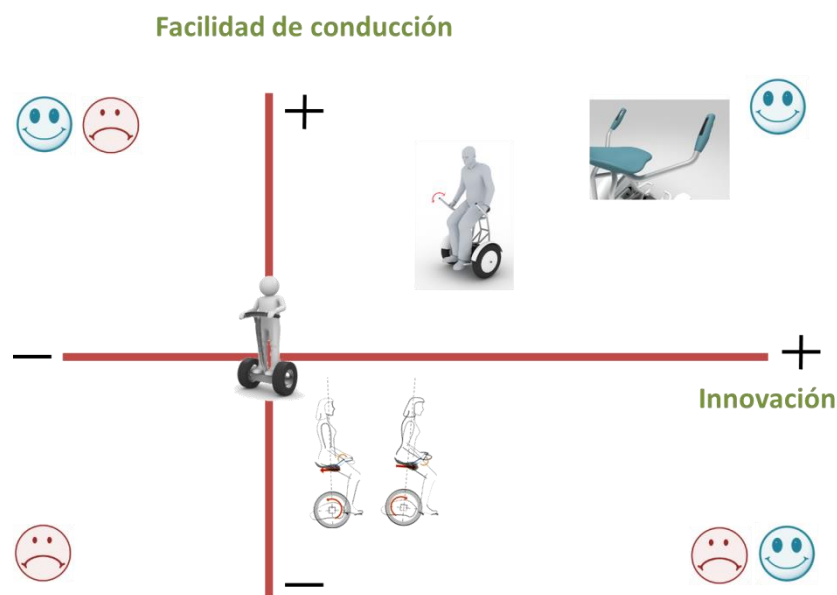 Facilidad de conducción
+
—
+
Innovación
—